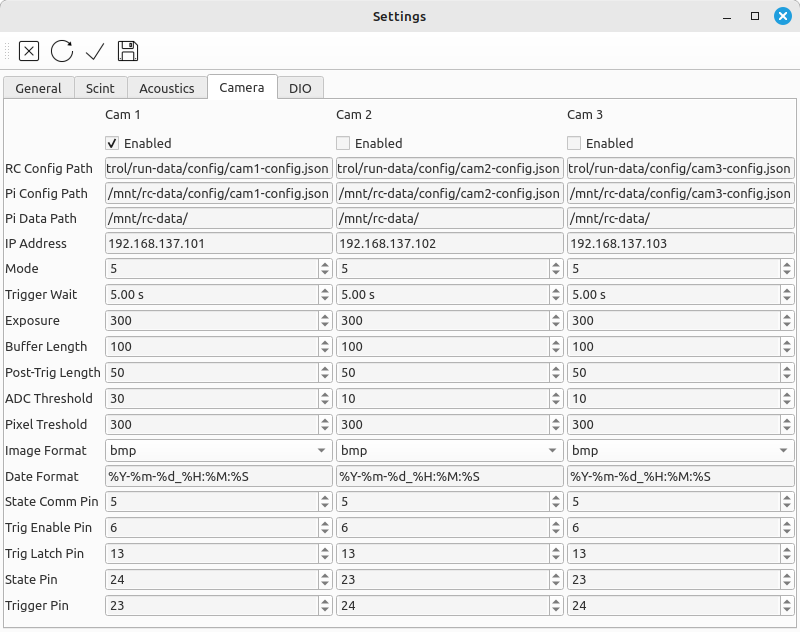 Settings
General Scint Acoustics Camera DIO
Cam 1 Cam 2 Cam 3
Enabled Enabled Enabled
RC Config Path trol/run-data/config/cam1-config.json trol/run-data/config/cam2-config.json trol/run-data/config/cam3-config.json
Pi Config Path /mnt/rc-data/config/cam1-config.json /mnt/rc-data/config/cam2-config.json /mnt/rc-data/config/cam3-config.json
Pi Data Path /mnt/rc-data/ /mnt/rc-data/ /mnt/rc-data/
IP Address 192.168.137.101 192.168.137.102 192.168.137.103
Mode 5 5 5
Trigger Wait 5.00 s 5.00 s 5.00 s
Exposure 300 300 300
Buffer Length 100 100 100
Post-Trig Length 50 50 50
ADC Threshold 30 10 10
Pixel Treshold 300 300 300
Image Format bmp bmp bmp
Date Format %Y-%m-%d_%H:%M:%S %Y-%m-%d_%H:%M:%S %Y-%m-%d_%H:%M:%S
State Comm Pin 5 5 5
Trig Enable Pin 6 6 6
Trig Latch Pin 13 13 13
State Pin 24 23 23
Trigger Pin 23 24 24